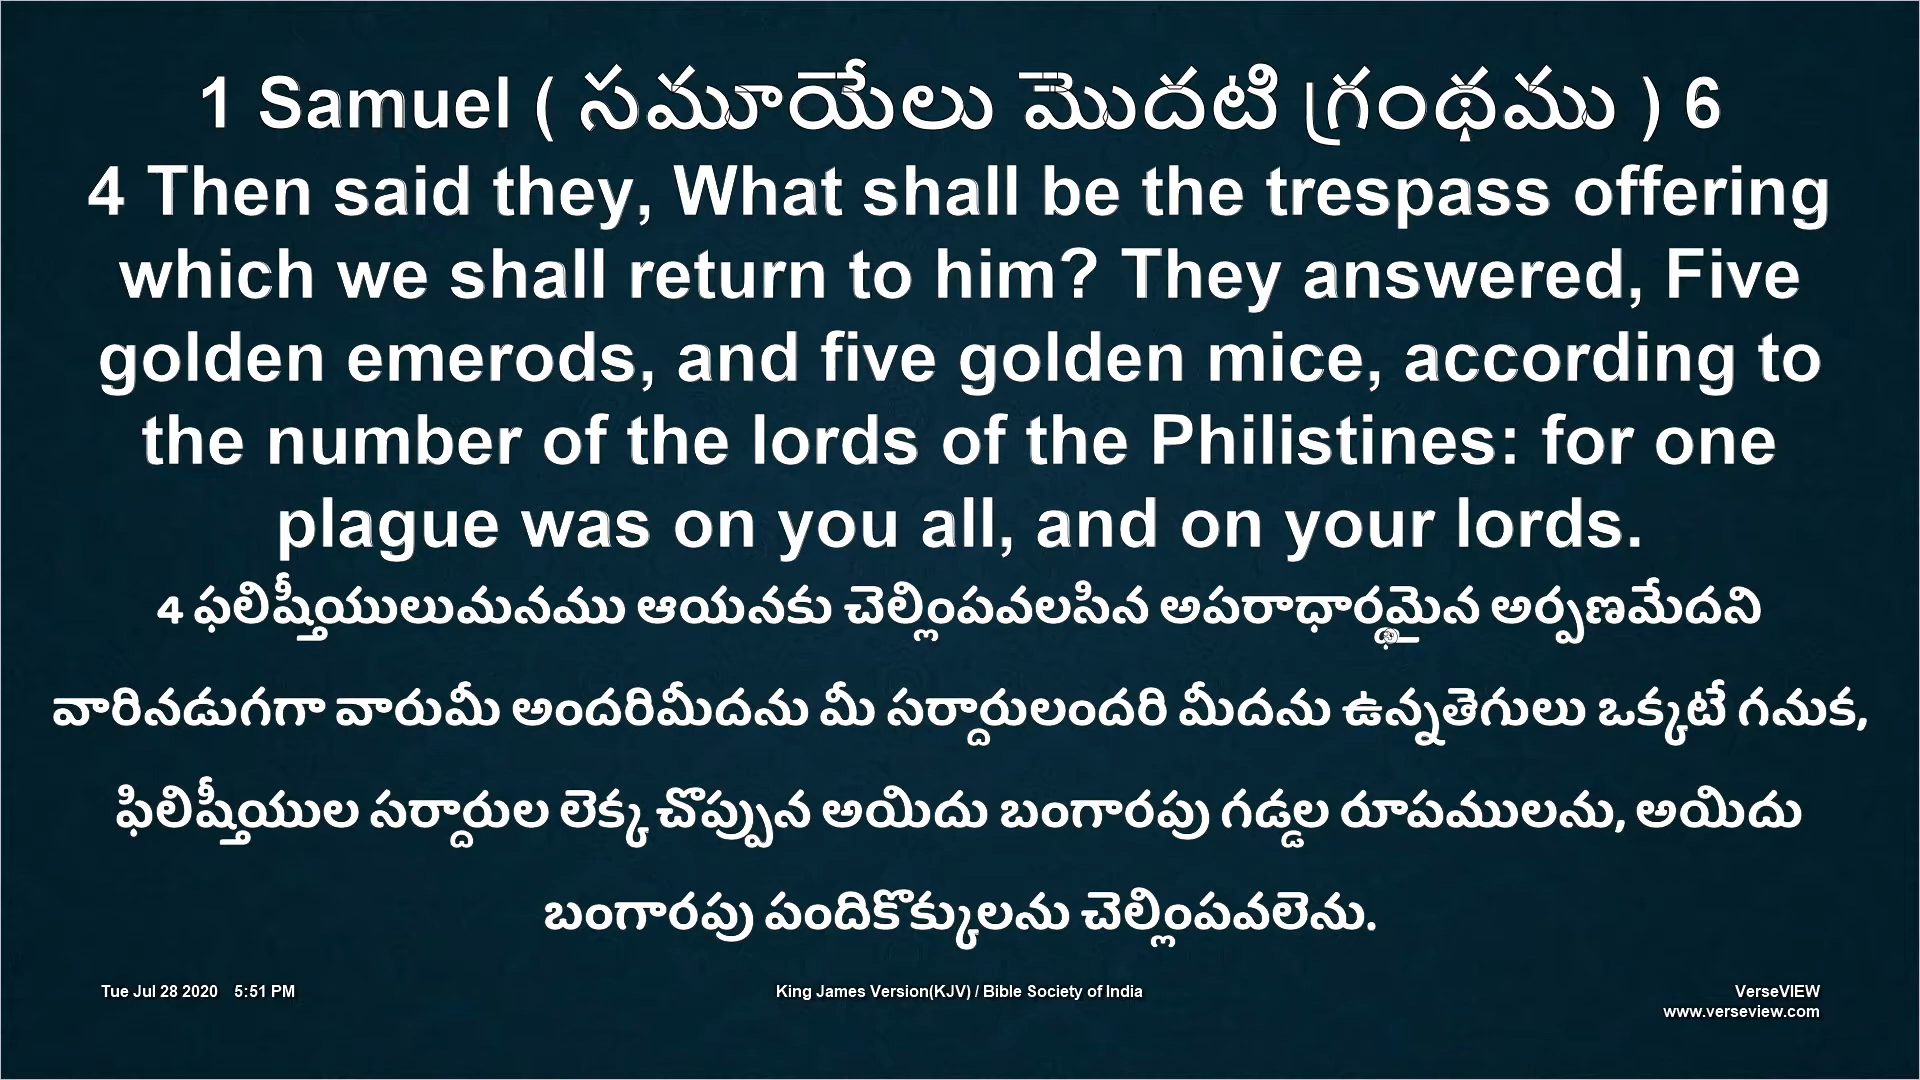 1 Samuel ( సమూయేలు మొదటి గ్రంథము ) 6
4 Then said they, What shall be the trespass offering
which we shall return to him? They answered, Five
golden emerods, and five golden mice, according to
the number of the lords of the Philistines: for one
plague was on you all, and on your lords.
4 ఫలిష్తీయులుమనము ఆయనకు చెల్లింపవలసిన అపరాధార్థమైన అర్పణమేదని
వారినడుగగా వారుమీ అందరిమీదను మీ సర్దారులందరి మీదను ఉన్నతెగులు ఒక్కటే గనుక,
ఫిలిష్తీయుల సర్దారుల లెక్క చొప్పున అయిదు బంగారపు గడ్డల రూపములను, అయిదు
బంగారపు పందికొక్కులను చెల్లింపవలెను.
Tue Jul 28 2020 5:51 PM
King James Version(KJV) / Bible Society of India
VerseVIEW
www.verseview.com